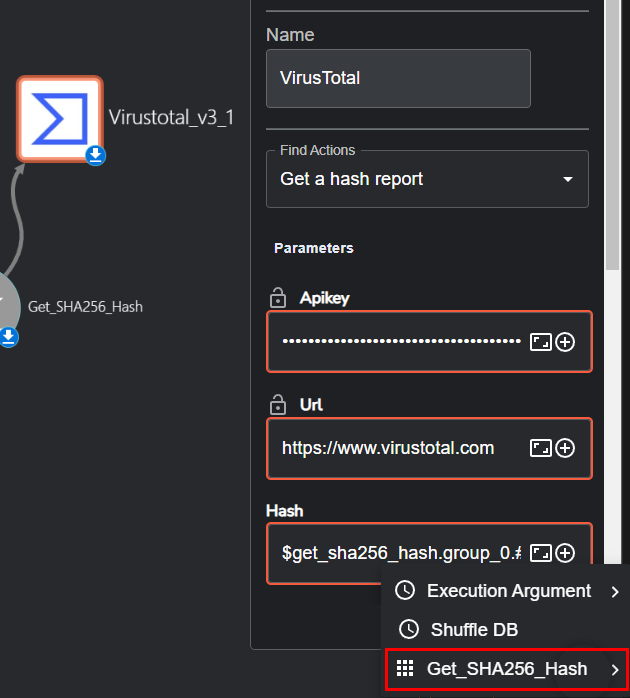 Name
VirusTotal
Virustotal_v3_1
Find Actions
Get a hash report
Parameters
Get_SHA256_Hash
Apikey
••••••••••••••••••••••••••••••••••••••
Url
https://www.virustotal.com
Hash
$get_sha256_hash.group_0.#
Execution Argument
Shuffle DB
Get_SHA256_Hash